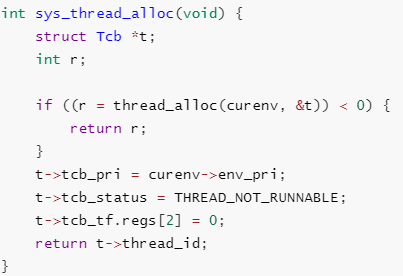 int sys_thread_alloc(void) {
    struct Tcb *t;
    int r;

    if ((r = thread_alloc(curenv, &t)) < 0) {
        return r;
    }
    t->tcb_pri = curenv->env_pri;
    t->tcb_status = THREAD_NOT_RUNNABLE;
    t->tcb_tf.regs[2] = 0;
    return t->thread_id;
}